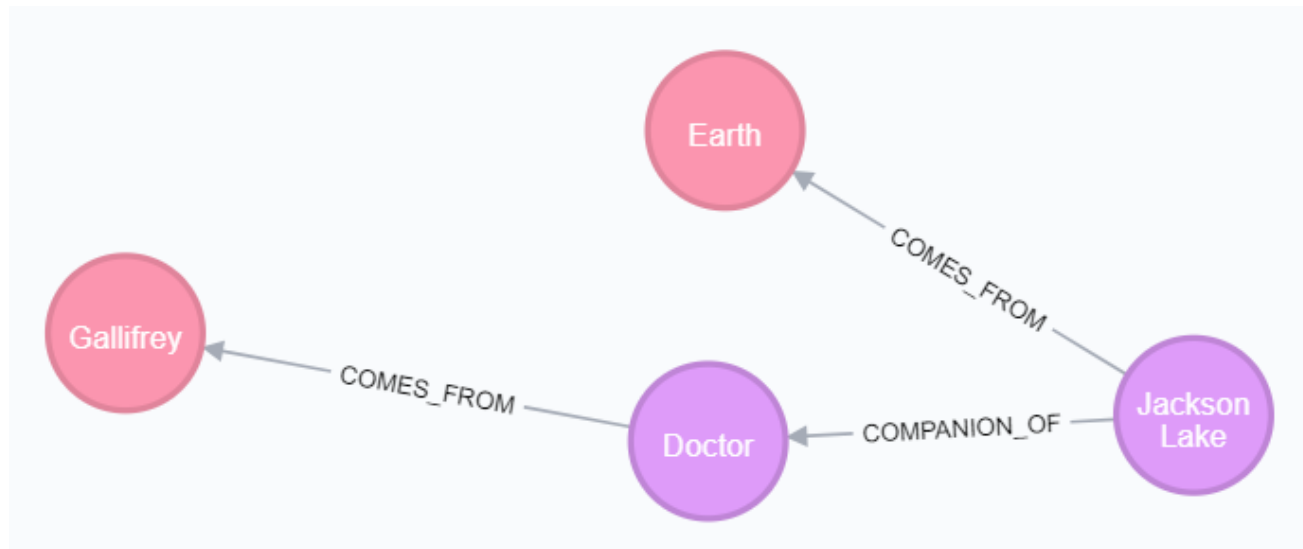 Earth
COMES_FROM
Gallifrey
COMES_FROM
Doctor
COMPANION_OF
Jackson
Lake